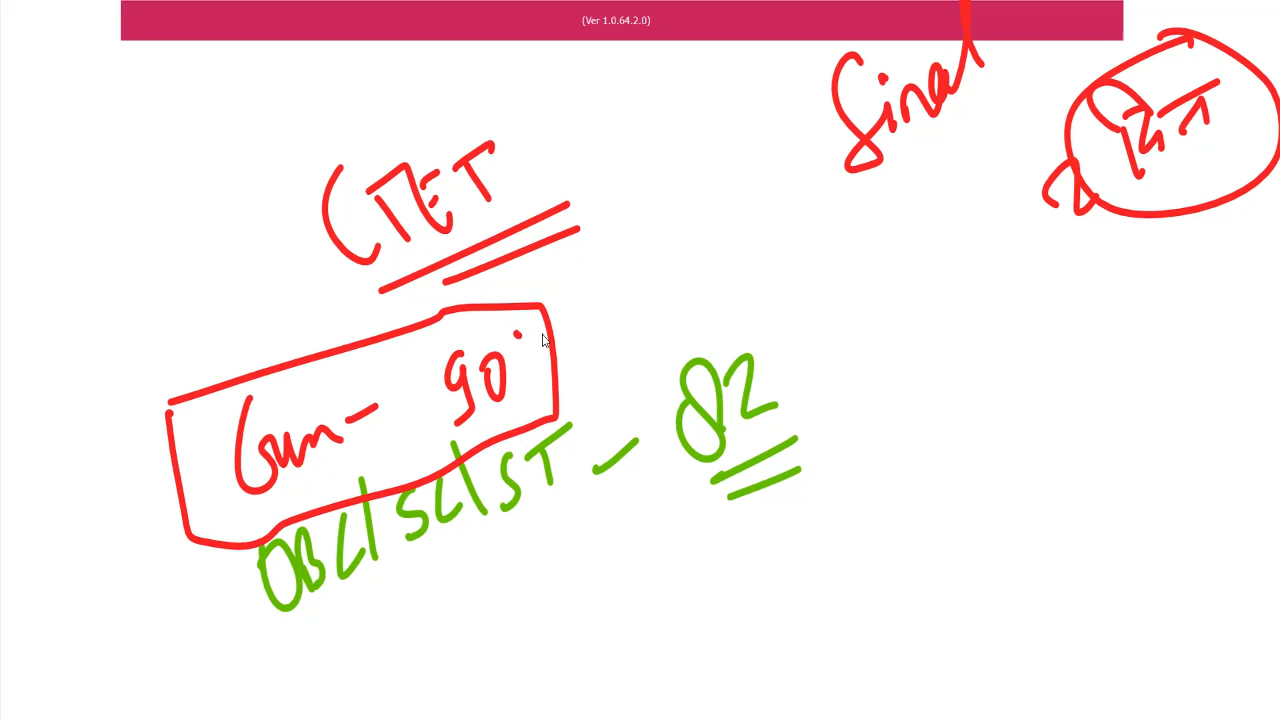 (Ver 1.0.64.2.0)
final
CTET
Gen - 90
OBC/SC/ST - 82